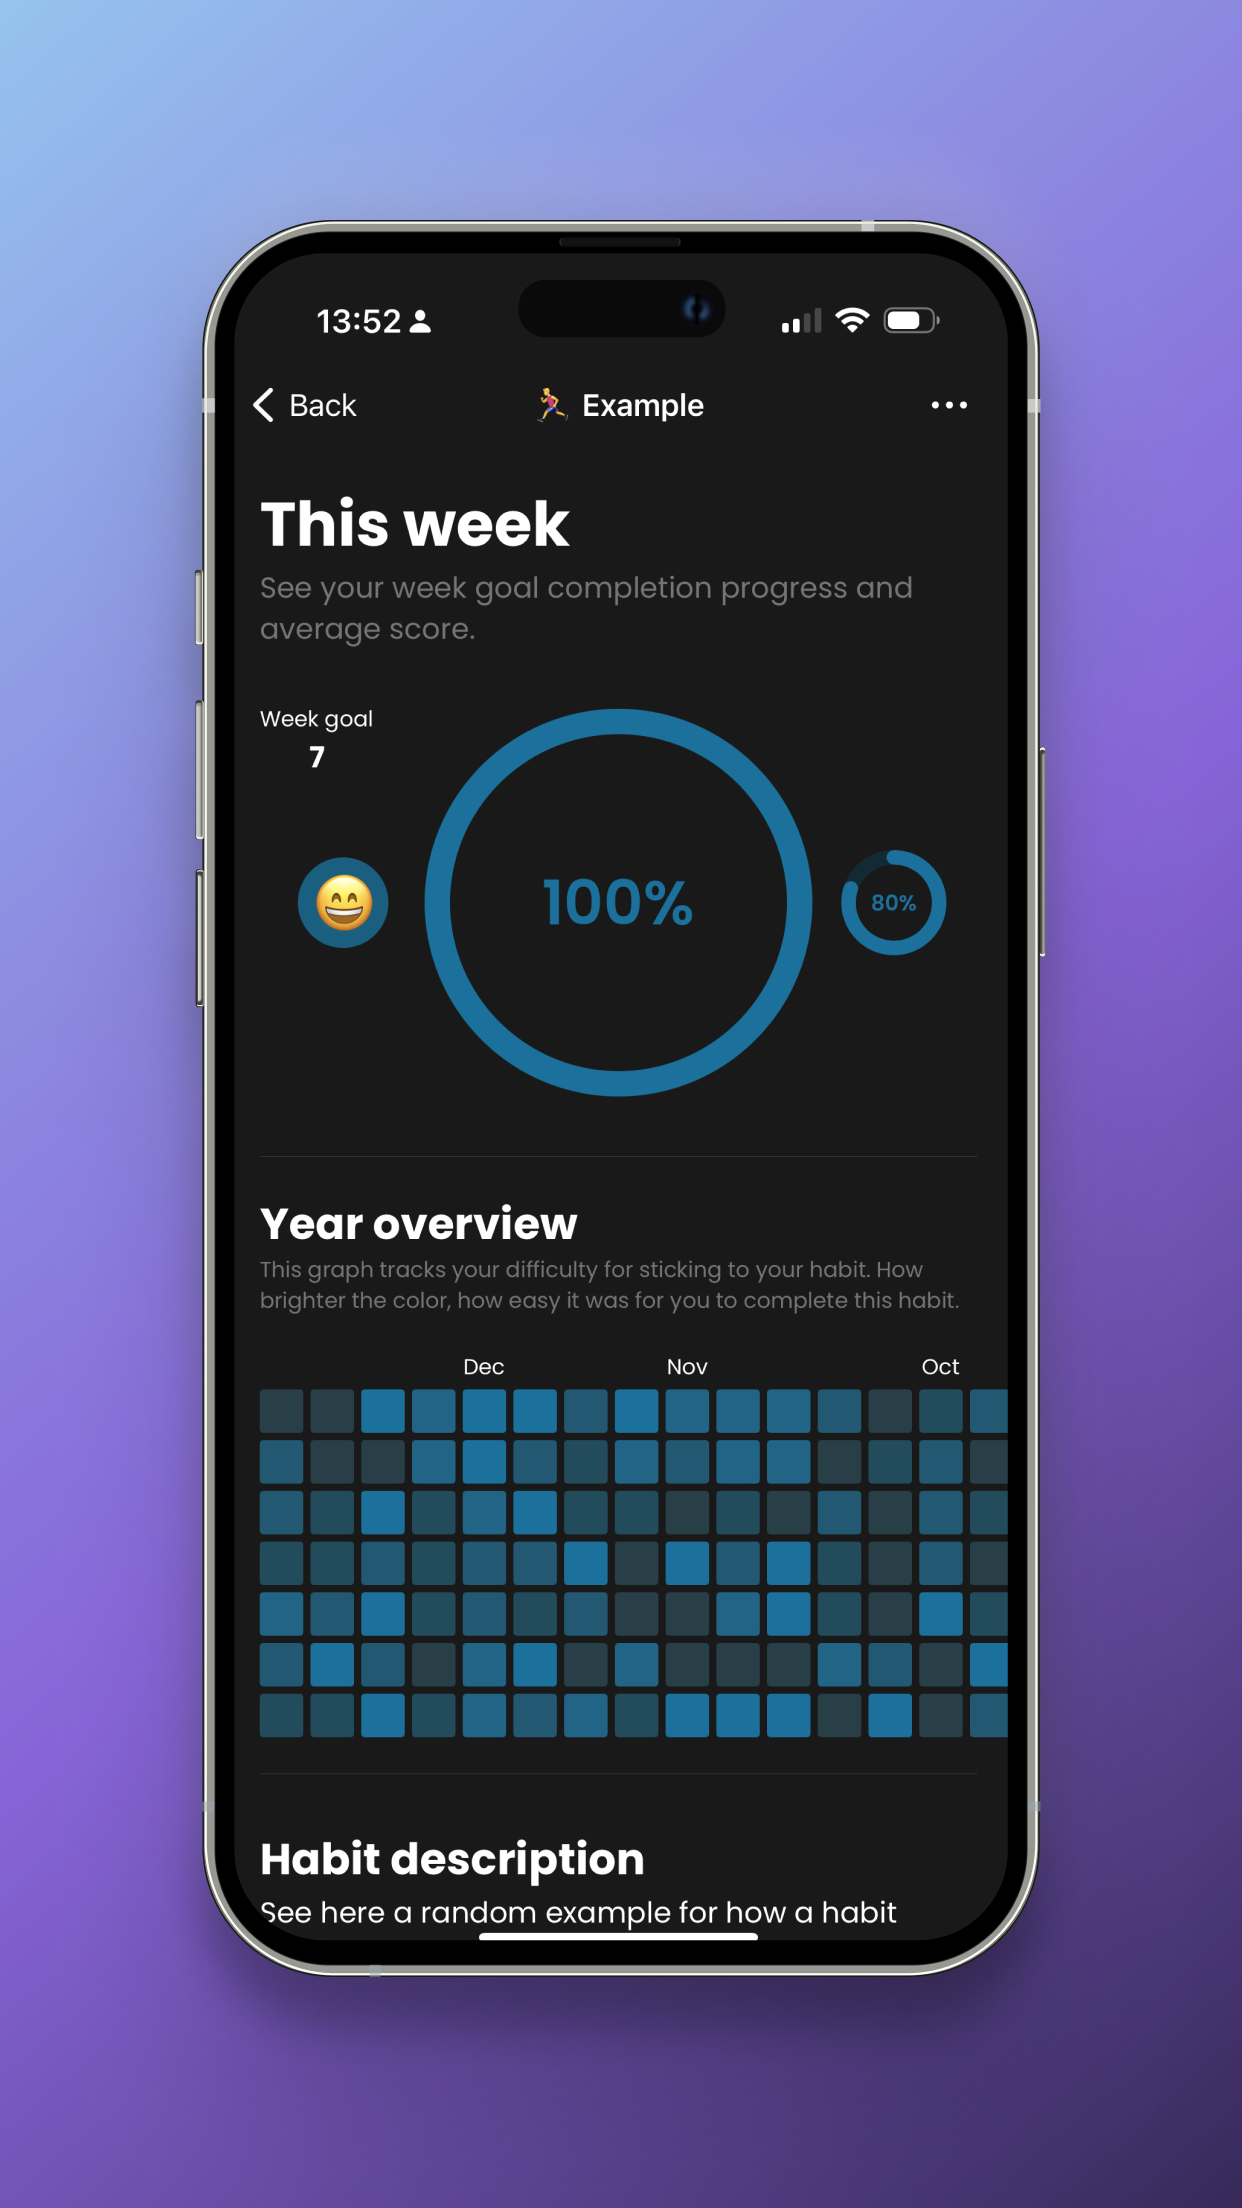 13:52
Back
🏃 Example
This week
See your week goal completion progress and
average score.
Week goal
7
100%
80%
Year overview
This graph tracks your difficulty for sticking to your habit. How
brighter the color, how easy it was for you to complete this habit.
Dec Nov Oct
Habit description
See here a random example for how a habit